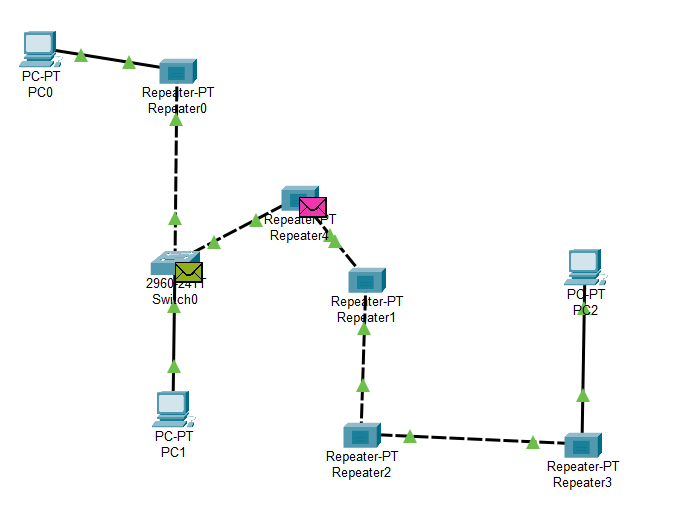 PC-PT
PC0
Repeater-PT
Repeater0
Repeater-PT
Repeater4
2960-24TT
Switch0
Repeater-PT
Repeater1
PC-PT
PC2
PC-PT
PC1
Repeater-PT
Repeater2
Repeater-PT
Repeater3